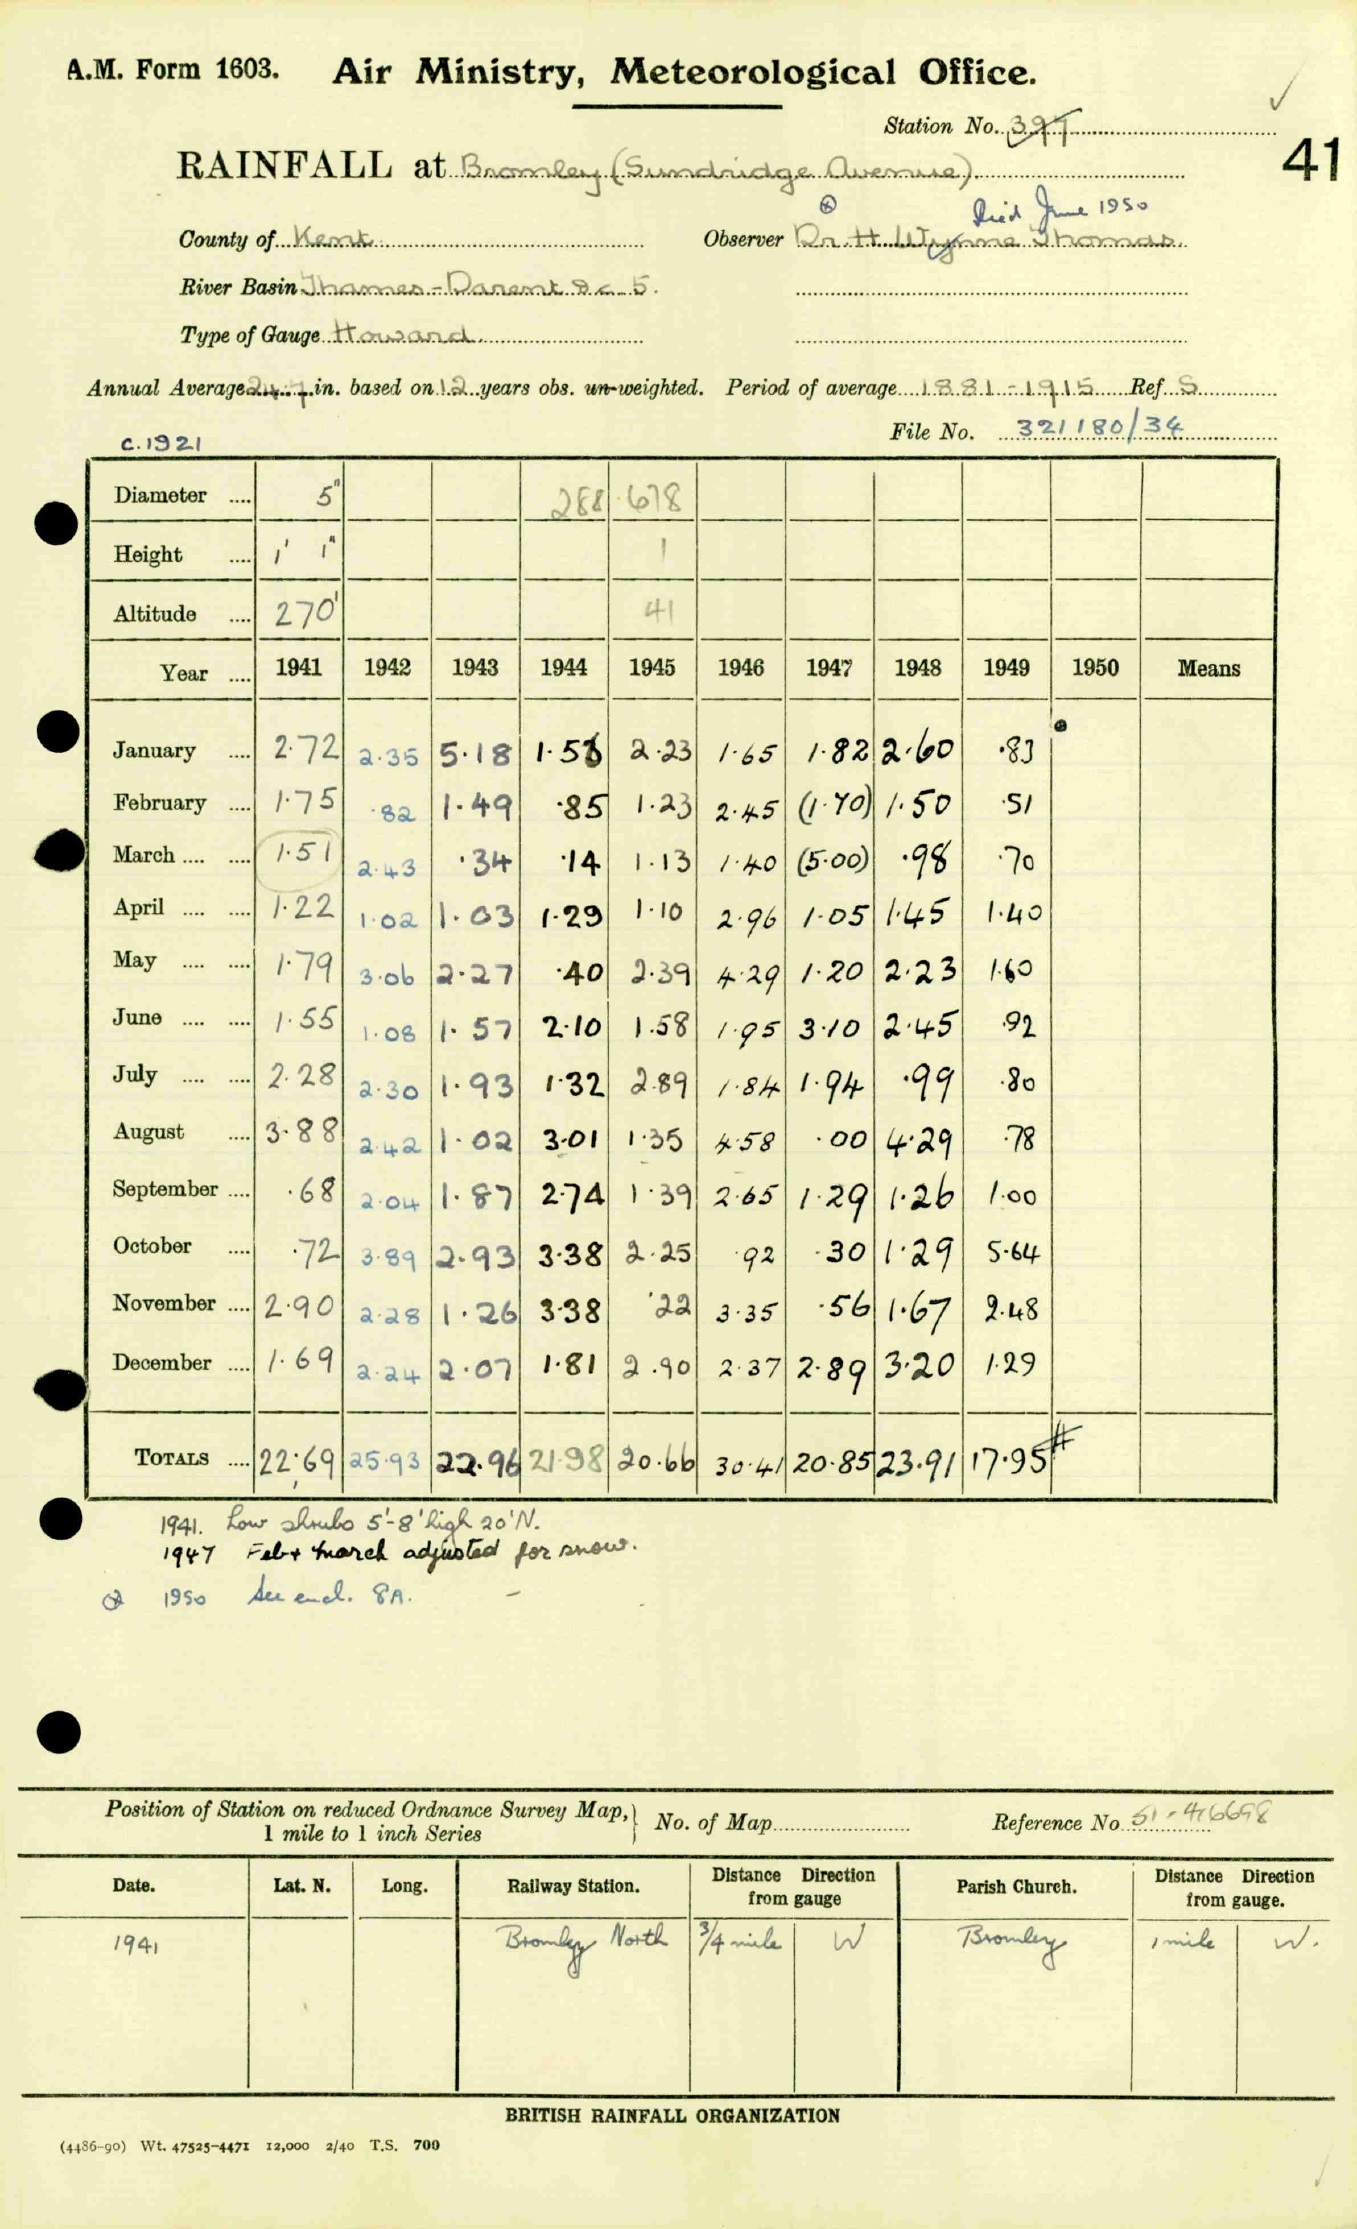 A.M. Form 1603. Air Ministry, Meteorological Office.
Station No. 397
41
RAINFALL at Bromley (Sundridge Avenue)
Died June 1950
County of Kent Observer Dr. H. Wynne Thomas.
River Basin Thames-Darent &c 5.
Type of Gauge Howard
Annual Average 24.7 in. based on 12 years obs. un-weighted. Period of average 1881-1915 Ref. S
File No. 321180/34
c.1921
Diameter .... 5" 288 678
Height .... 1' 1" 1
Altitude .... 270' 41
Year .... 1941 1942 1943 1944 1945 1946 1947 1948 1949 1950 Means
January .... 2.72 2.35 5.18 1.56 2.23 1.65 1.82 2.60 .83
February .... 1.75 .82 1.49 .85 1.23 2.45 (1.70) 1.50 .51
March .... .... 1.51 2.43 .34 .14 1.13 1.40 (5.00) .98 .70
April .... .... 1.22 1.02 1.03 1.29 1.10 2.96 1.05 1.45 1.40
May .... .... 1.79 3.06 2.27 .40 2.39 4.29 1.20 2.23 1.60
June .... .... 1.55 1.08 1.57 2.10 1.58 1.95 3.10 2.45 .92
July .... .... 2.28 2.30 1.93 1.32 2.89 1.84 1.94 .99 .80
August .... 3.88 2.42 1.02 3.01 1.35 4.58 .00 4.29 .78
September .... .68 2.04 1.87 2.74 1.39 2.65 1.29 1.26 1.00
October .... .72 3.89 2.93 3.38 2.25 .92 .30 1.29 5.64
November .... 2.90 2.28 1.26 3.38 .22 3.35 .56 1.67 2.48
December .... 1.69 2.24 2.07 1.81 2.90 2.37 2.89 3.20 1.29
TOTALS .... 22.69 25.93 22.96 21.98 20.66 30.41 20.85 23.91 17.95 #
1941. Low shrubs 5'-8' high 20' N.
1947 Feb + March adjusted for snow.
1950 See encl. 8A.
Position of Station on reduced Ordnance Survey Map, 1 mile to 1 inch Series No. of Map Reference No. 51-416698
Date. Lat. N. Long. Railway Station. Distance Direction from gauge Parish Church. Distance Direction from gauge.
1941 Bromley North 3/4 mile W Bromley 1 mile W.
BRITISH RAINFALL ORGANIZATION
(4486-90) Wt. 47525-4471 12,000 2/40 T.S. 700